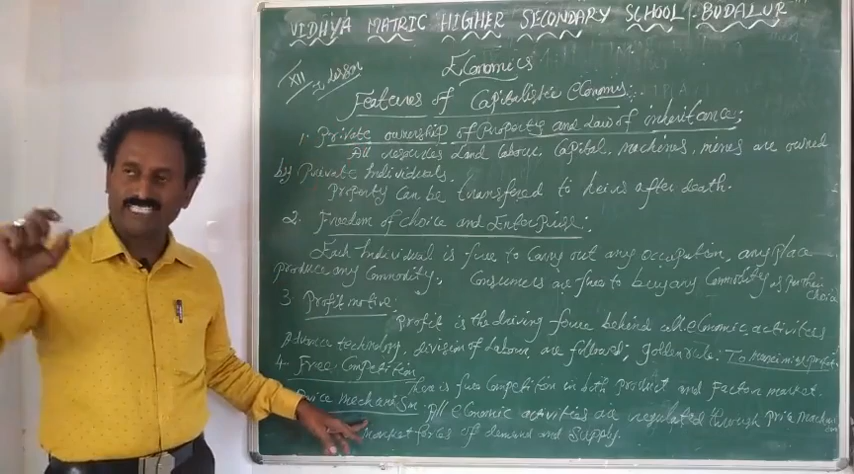 VIDHYA MATRIC HIGHER SECONDARY SCHOOL - BUDALUR
XII I lesson
Economics
Features of Capitalistic economy:
1. Private ownership of Property and Law of inheritance:
All resources Land labour, Capital, machines, mines are owned
by Private Individuals.
Property can be transfered to heirs after death.
2. Freedom of choice and Enterprise:
Each Individual is free to carry out any occupation, any place
produce any Commodity. Consumers are free to buy any Commodity as per their
choice
3. Profit motive:
Profit is the driving force behind all economic activities
Advance technology, division of Labour are followed; golden rule: To maximise profit
4. Free Competition
There is free Competition in both product and Factor market.
Price mechanism: All economic activities are regulated through price mechanism
market forces of demand and Supply.